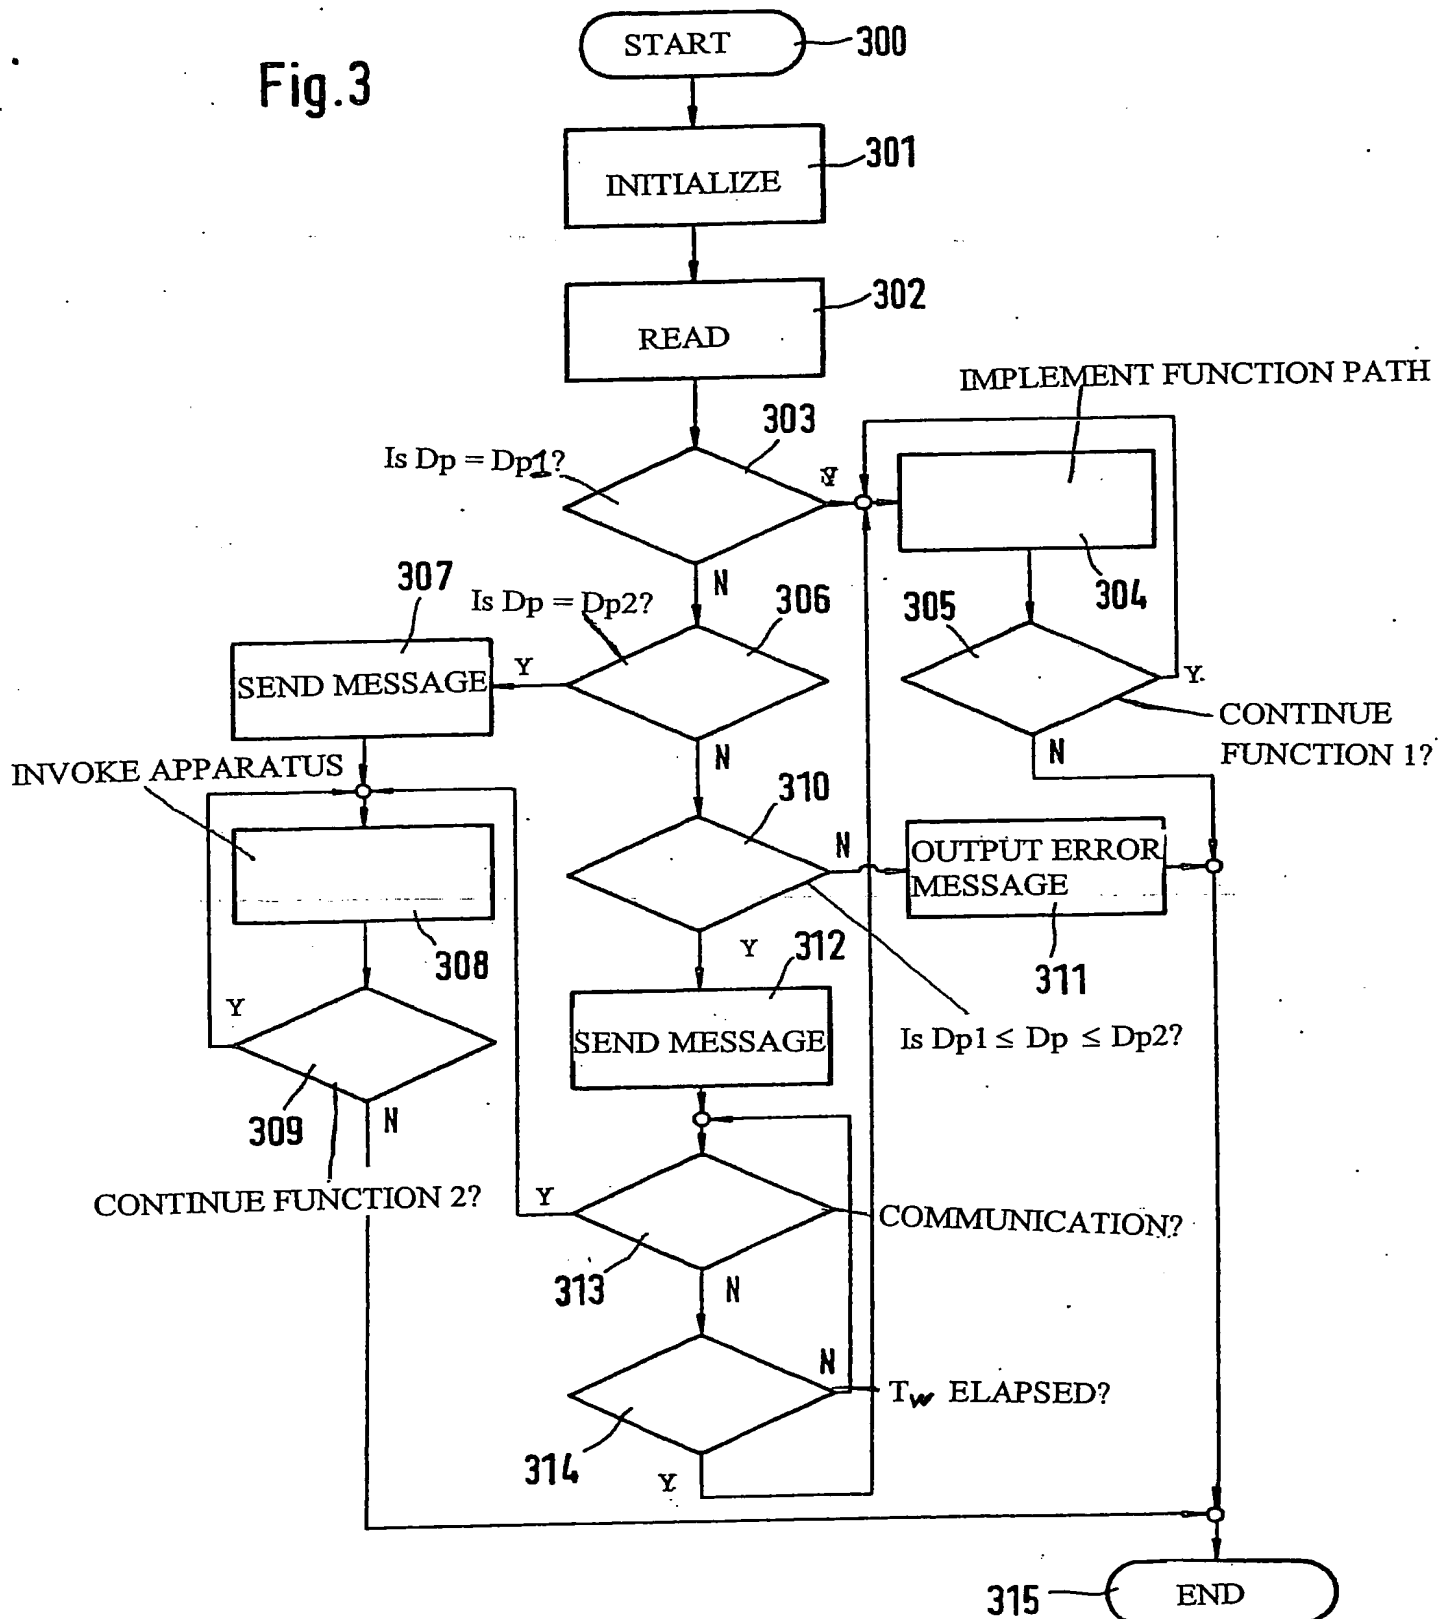 START
300
Fig.3
301
INITIALIZE
302
READ
IMPLEMENT FUNCTION PATH
303
Is Dp = Dp1?
Y
N
304
307
Is Dp = Dp2?
306
305
SEND MESSAGE
Y
Y
CONTINUE
FUNCTION 1?
N
N
INVOKE APPARATUS
310
N
OUTPUT ERROR
MESSAGE
308
Y
312
311
Y
SEND MESSAGE
Is Dp1 ≤ Dp ≤ Dp2?
309
N
CONTINUE FUNCTION 2?
Y
COMMUNICATION?
313
N
N
Tw ELAPSED?
314
Y
315
END